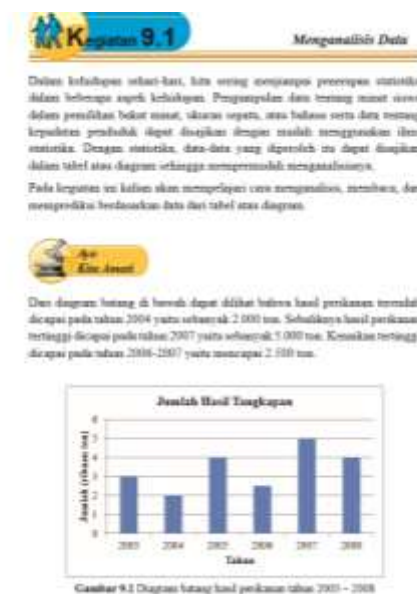 Kegiatan 9.1
Menganalisis Data
Dalam kehidupan sehari-hari, kita sering menjumpai penerapan statistika
dalam beberapa aspek kehidupan. Pengumpulan data tentang minat siswa
dalam pemilihan bakat minat, ukuran sepatu, atau bahasa serta data tentang
kepadatan penduduk dapat disajikan dengan mudah menggunakan ilmu
statistika. Dengan statistika, data-data yang diperoleh itu dapat disajikan
dalam tabel atau diagram sehingga mempermudah menganalisisnya.
Pada kegiatan ini kalian akan mempelajari cara menganalisis, membaca, dan
memprediksi berdasarkan data dari tabel atau diagram.
Ayo
Kita Amati
Dari diagram batang di bawah dapat dilihat bahwa hasil perikanan terendah
dicapai pada tahun 2004 yaitu sebanyak 2.000 ton. Sebaliknya hasil perikanan
tertinggi dicapai pada tahun 2007 yaitu sebanyak 5.000 ton. Kenaikan tertinggi
dicapai pada tahun 2006-2007 yaitu mencapai 2.500 ton.
Jumlah Hasil Tangkapan
Jumlah (ribuan ton)
6
5
4
3
2
1
0
2003 2004 2005 2006 2007 2008
Tahun
Gambar 9.1 Diagram batang hasil perikanan tahun 2003 – 2008